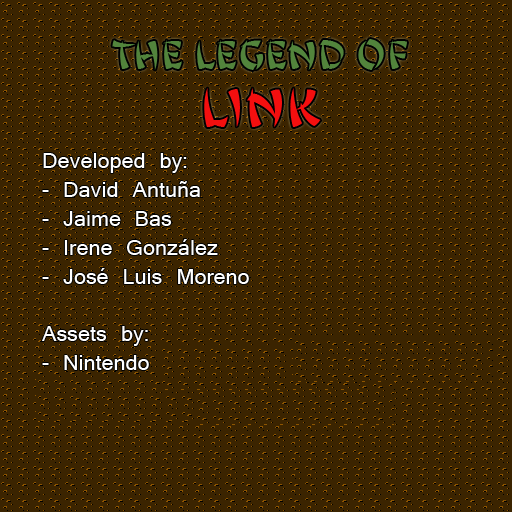 THE LEGEND OF
LINK
Developed by:
- David Antuña
- Jaime Bas
- Irene González
- José Luis Moreno
Assets by:
- Nintendo